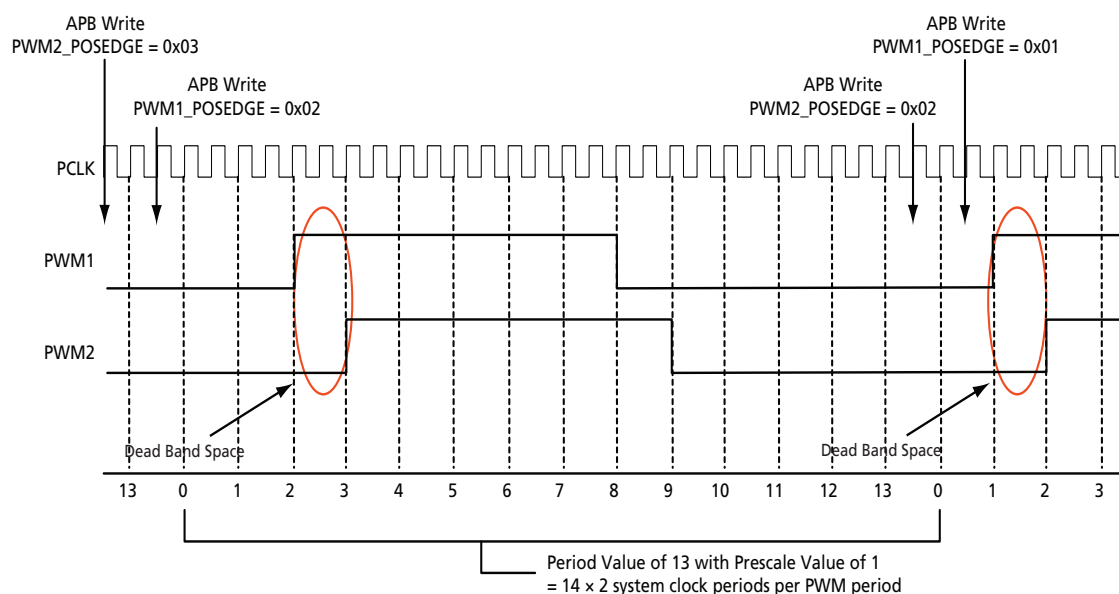 APB Write
PWM2_POSEDGE = 0x03
APB Write
PWM1_POSEDGE = 0x01
APB Write
PWM1_POSEDGE = 0x02
APB Write
PWM2_POSEDGE = 0x02
PCLK
PWM1
PWM2
Dead Band Space
Dead Band Space
13 0 1 2 3 4 5 6 7 8 9 10 11 12 13 0 1 2 3
Period Value of 13 with Prescale Value of 1
= 14 × 2 system clock periods per PWM period